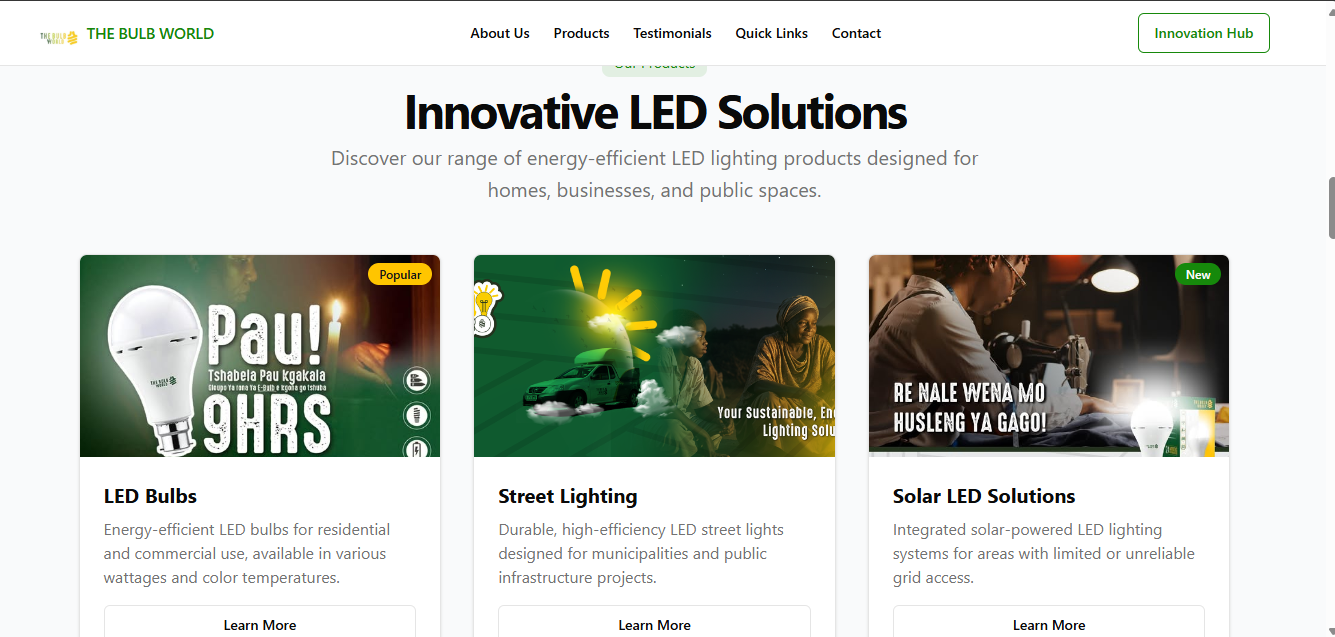 THE BULB WORLD
THE BULB WORLD
About Us
Products
Testimonials
Quick Links
Contact
Innovation Hub
Our Products
Innovative LED Solutions
Discover our range of energy-efficient LED lighting products designed for
homes, businesses, and public spaces.
Popular
Pau!
Tshabela Pau kgakala
9HRS
THE BULB
Your Sustainable, En
Lighting Solu
New
RE NALE WENA MO
HUSLENG YA GAGO!
LED Bulbs
Energy-efficient LED bulbs for residential
and commercial use, available in various
wattages and color temperatures.
Learn More
Street Lighting
Durable, high-efficiency LED street lights
designed for municipalities and public
infrastructure projects.
Learn More
Solar LED Solutions
Integrated solar-powered LED lighting
systems for areas with limited or unreliable
grid access.
Learn More